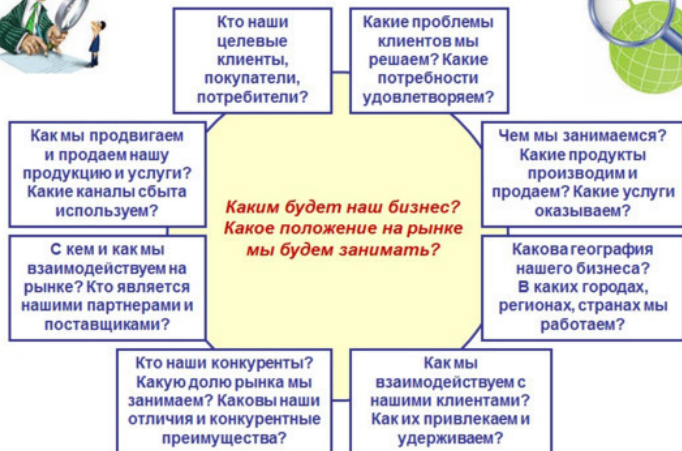 Кто наши
целевые
клиенты,
покупатели,
потребители?
Какие проблемы
клиентов мы
решаем? Какие
потребности
удовлетворяем?
Как мы продвигаем
и продаем нашу
продукцию и услуги?
Какие каналы сбыта
используем?
Чем мы занимаемся?
Какие продукты
производим и
продаем? Какие услуги
оказываем?
Каким будет наш бизнес?
Какое положение на рынке
мы будем занимать?
С кем и как мы
взаимодействуем на
рынке? Кто является
нашими партнерами и
поставщиками?
Какова география
нашего бизнеса?
В каких городах,
регионах, странах мы
работаем?
Кто наши конкуренты?
Какую долю рынка мы
занимаем? Каковы наши
отличия и конкурентные
преимущества?
Как мы
взаимодействуем с
нашими клиентами?
Как их привлекаем и
удерживаем?